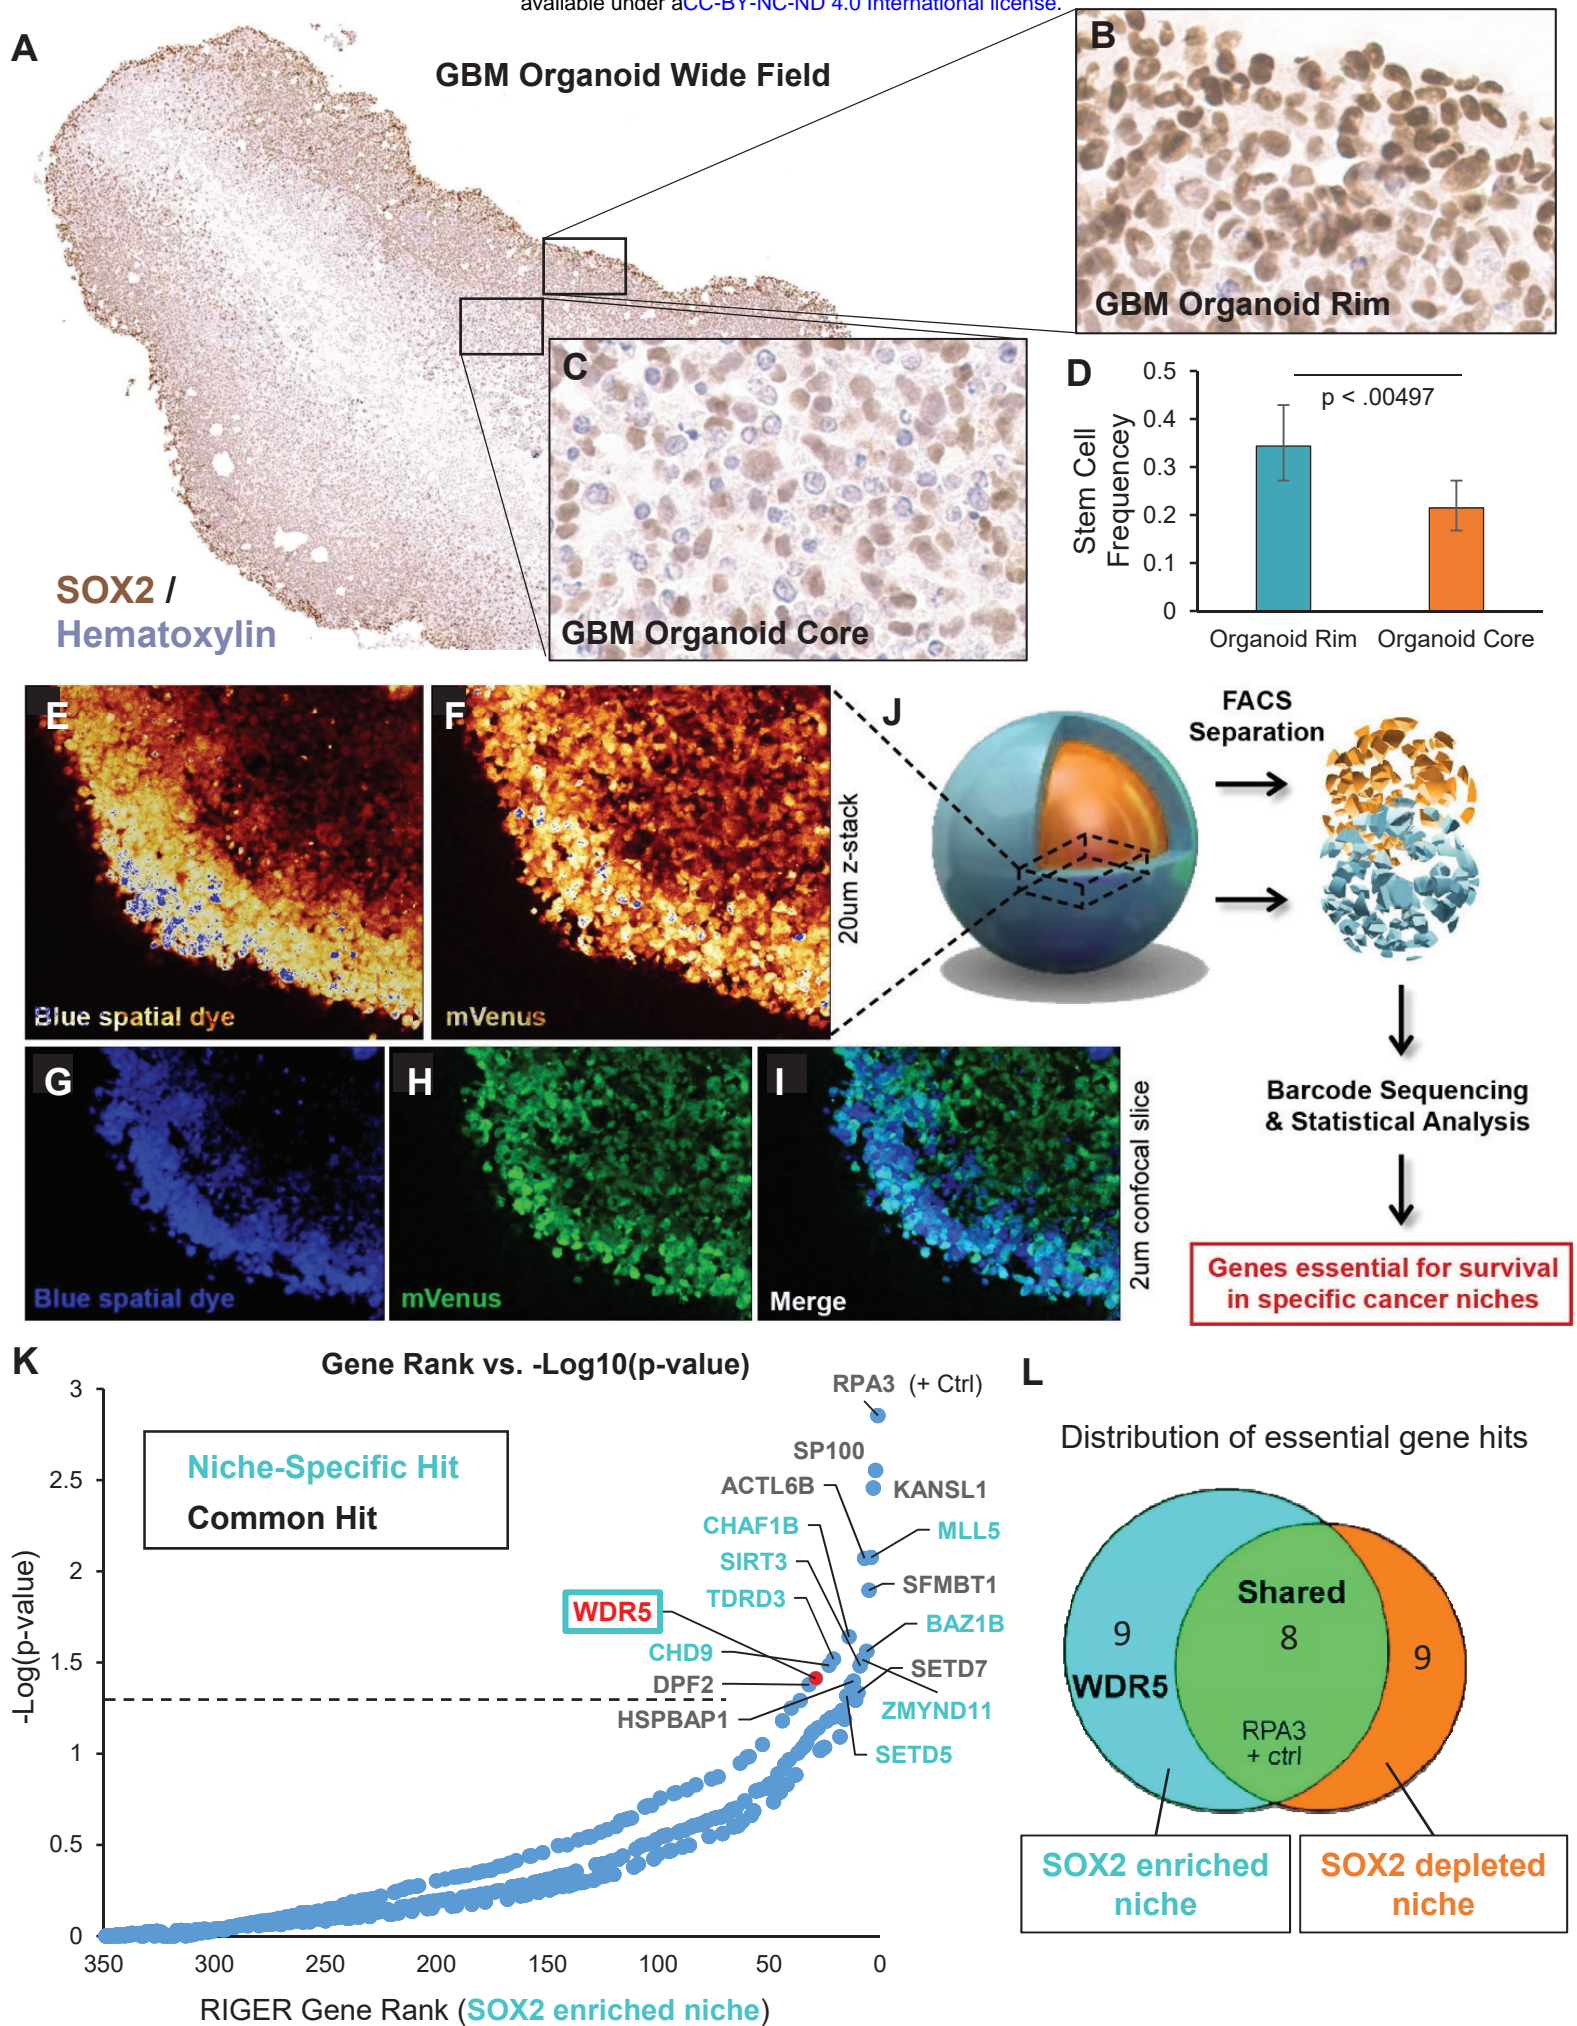 available under aCC-BY-NC-ND 4.0 International license.
A
GBM Organoid Wide Field
SOX2 /
Hematoxylin
B
GBM Organoid Rim
C
GBM Organoid Core
D
Stem Cell
Frequencey
0.5
0.4
0.3
0.2
0.1
0
p < .00497
Organoid Rim
Organoid Core
E
Blue spatial dye
F
mVenus
20um z-stack
G
Blue spatial dye
H
mVenus
I
Merge
2um confocal slice
J
FACS
Separation
Barcode Sequencing
& Statistical Analysis
Genes essential for survival
in specific cancer niches
K
Gene Rank vs. -Log10(p-value)
Niche-Specific Hit
Common Hit
-Log(p-value)
3
2.5
2
1.5
1
0.5
0
RPA3 (+ Ctrl)
SP100
ACTL6B
KANSL1
CHAF1B
MLL5
SIRT3
SFMBT1
TDRD3
WDR5
BAZ1B
CHD9
SETD7
DPF2
ZMYND11
HSPBAP1
SETD5
350
300
250
200
150
100
50
0
RIGER Gene Rank (SOX2 enriched niche)
L
Distribution of essential gene hits
Shared
9
8
9
WDR5
RPA3
+ ctrl
SOX2 enriched
niche
SOX2 depleted
niche